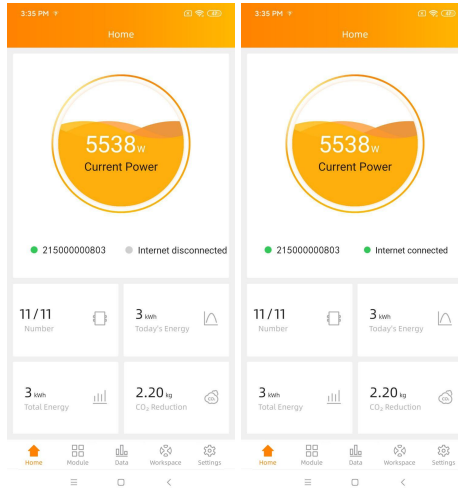 3:35 PM
Home
5538w
Current Power
215000000803
Internet disconnected
11/11
Number
3 kWh
Today's Energy
3 kWh
Total Energy
2.20 kg
CO₂ Reduction
Home
Module
Data
Workspace
Settings
3:35 PM
Home
5538w
Current Power
215000000803
Internet connected
11/11
Number
3 kWh
Today's Energy
3 kWh
Total Energy
2.20 kg
CO₂ Reduction
Home
Module
Data
Workspace
Settings